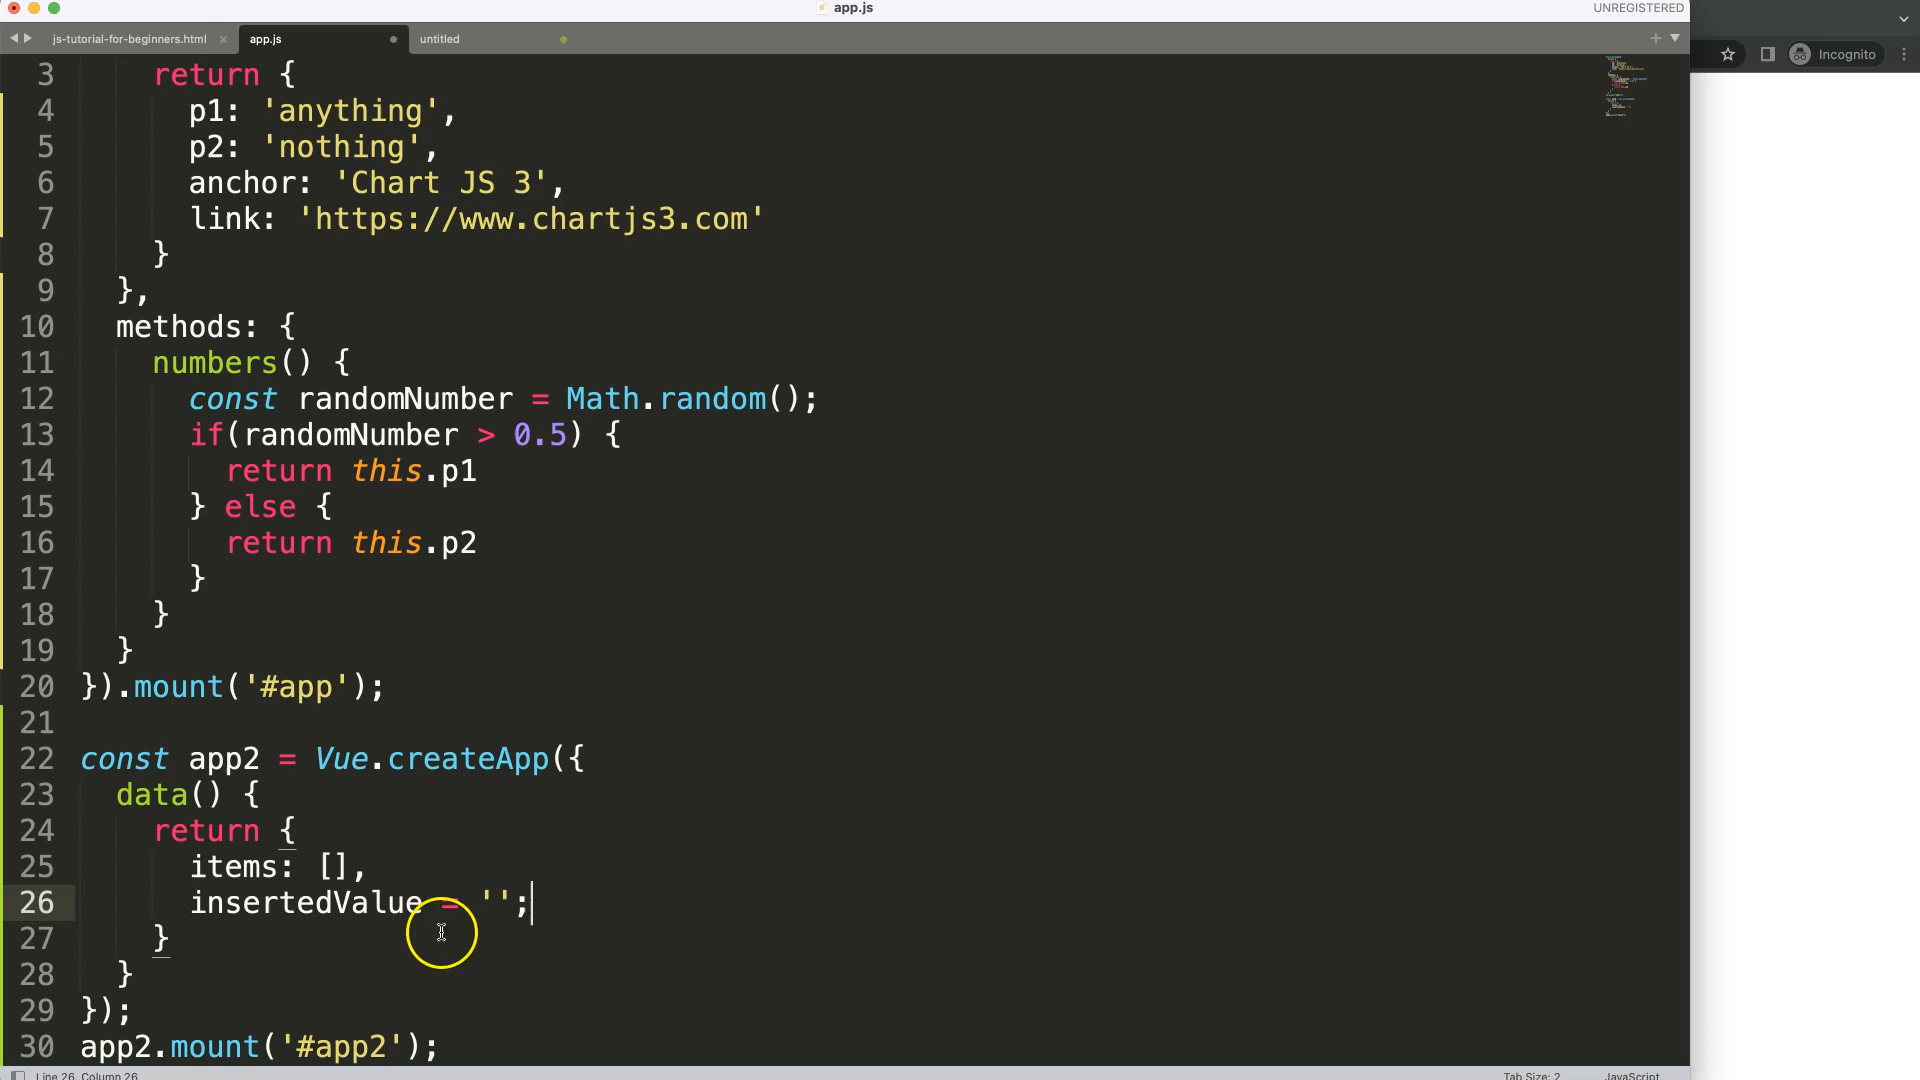 app.js
UNREGISTERED
js-tutorial-for-beginners.html
app.js
untitled
Incognito
3 return {
4 p1: 'anything',
5 p2: 'nothing',
6 anchor: 'Chart JS 3',
7 link: 'https://www.chartjs3.com'
8 }
9 },
10 methods: {
11 numbers() {
12 const randomNumber = Math.random();
13 if(randomNumber > 0.5) {
14 return this.p1
15 } else {
16 return this.p2
17 }
18 }
19 }
20 }).mount('#app');
21
22 const app2 = Vue.createApp({
23 data() {
24 return {
25 items: [],
26 insertedValue = '';
27 }
28 }
29 });
30 app2.mount('#app2');
Line 26, Column 26
Tab Size: 2
JavaScript